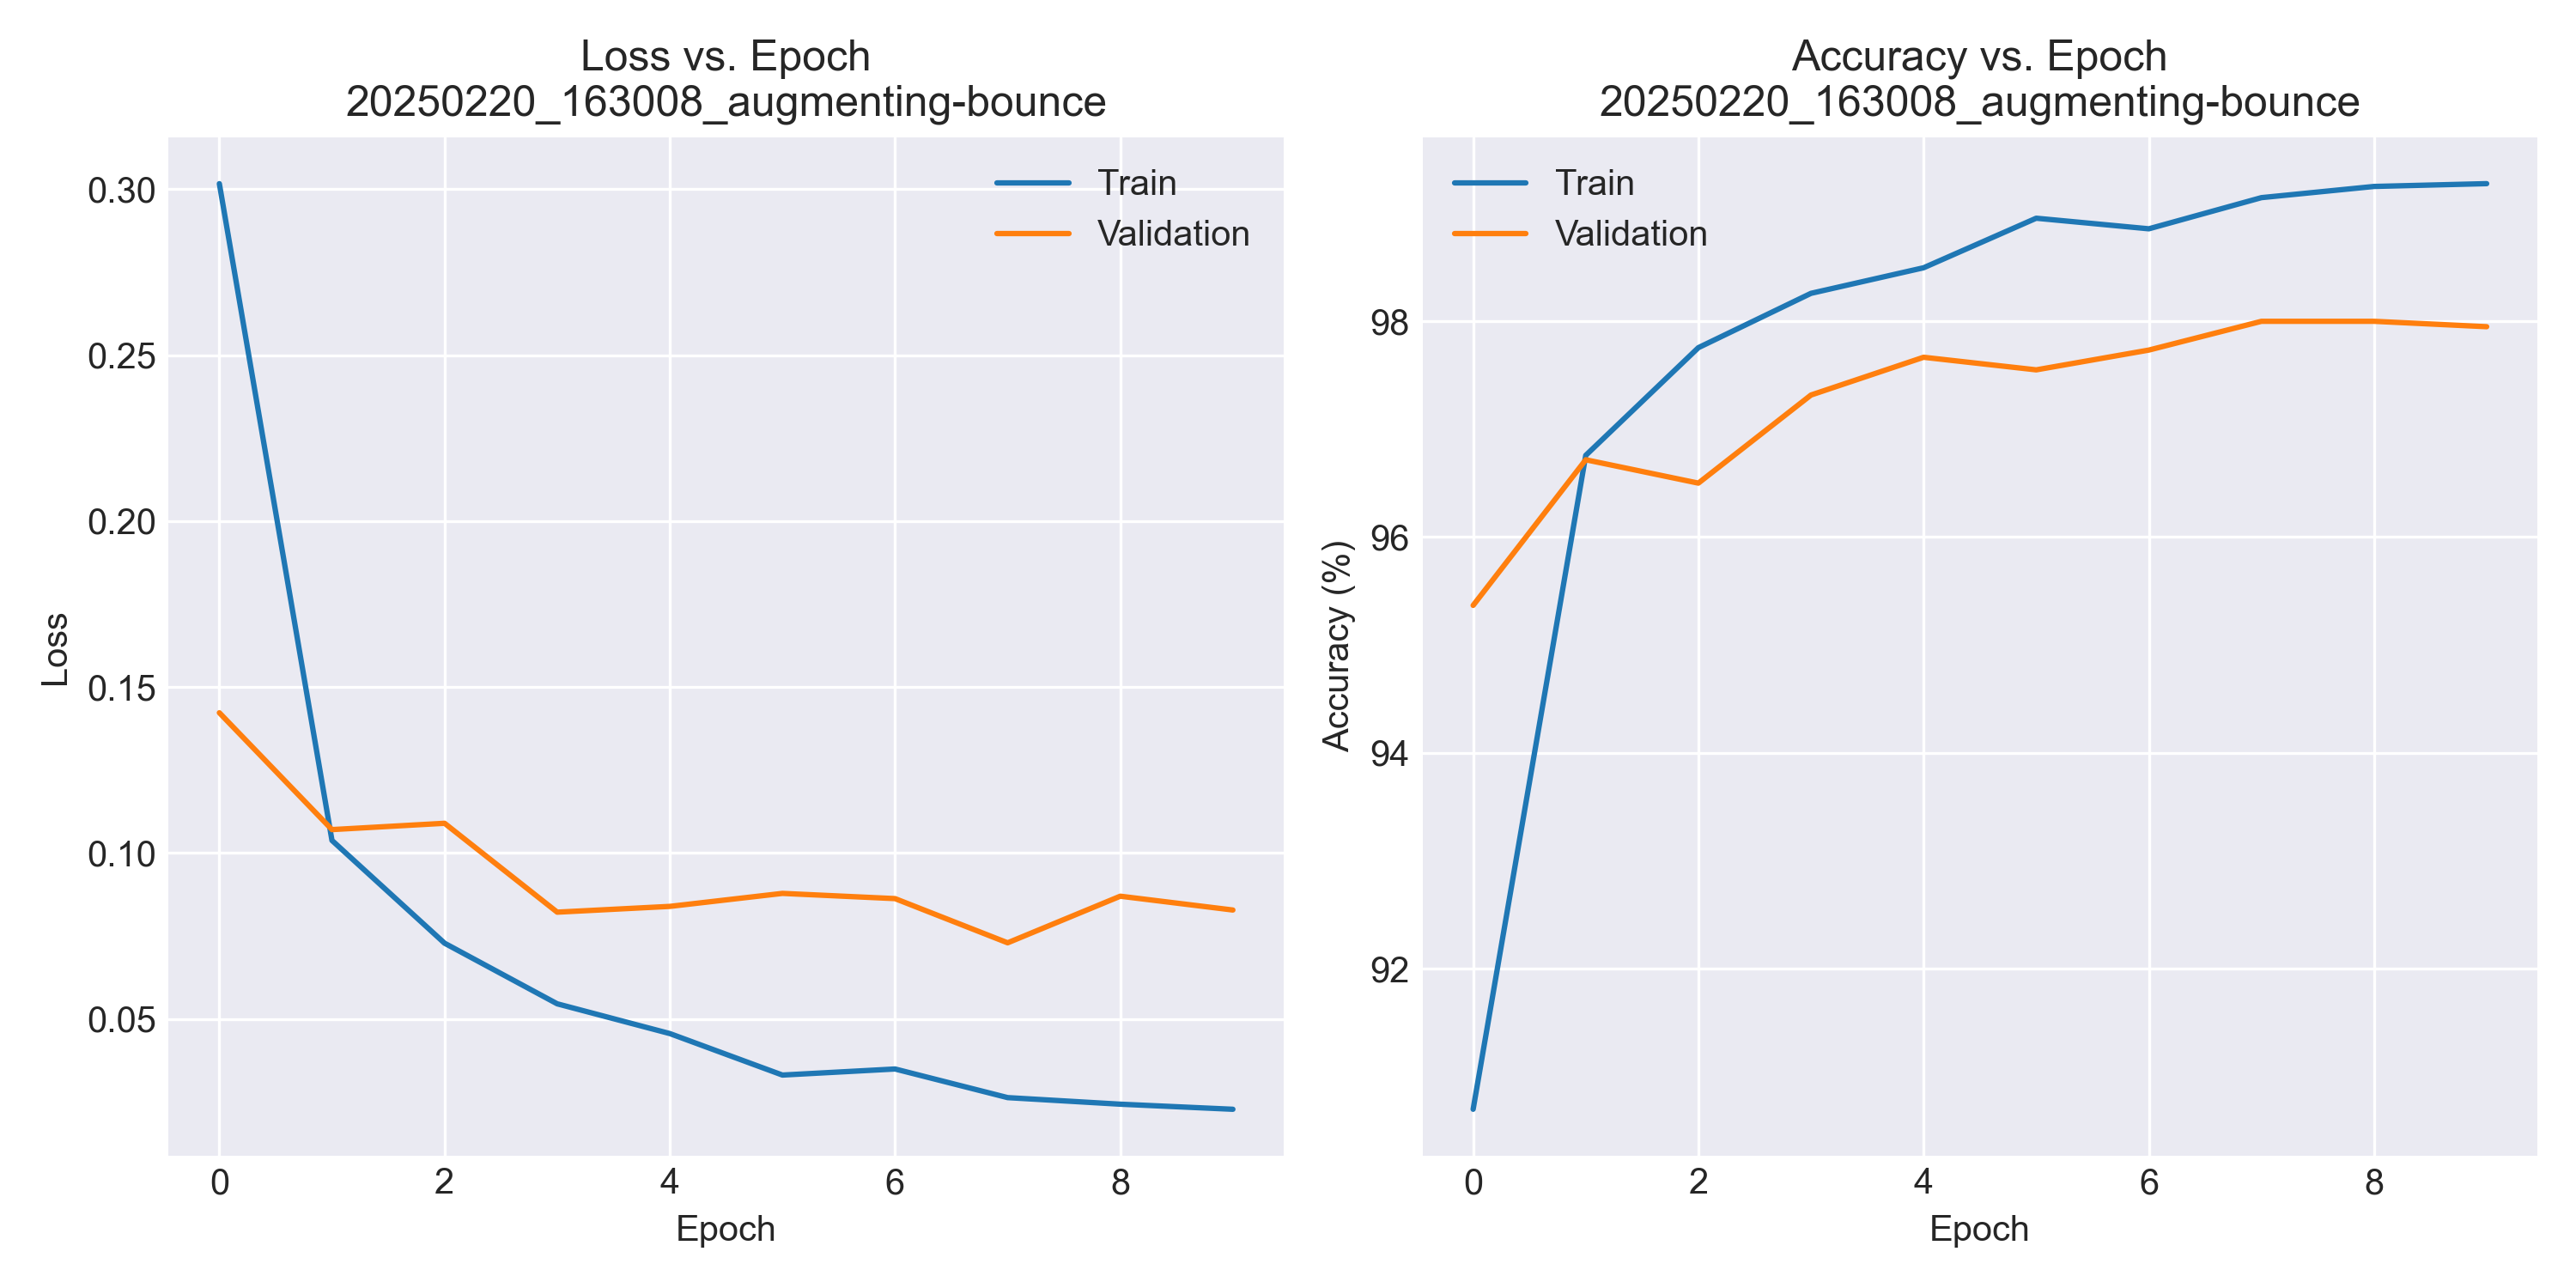 Loss vs. Epoch
20250220_163008_augmenting-bounce
Train
Validation
0.30
0.25
0.20
0.15
0.10
0.05
Loss
0 2 4 6 8
Epoch
Accuracy vs. Epoch
20250220_163008_augmenting-bounce
Train
Validation
98
96
94
92
Accuracy (%)
0 2 4 6 8
Epoch